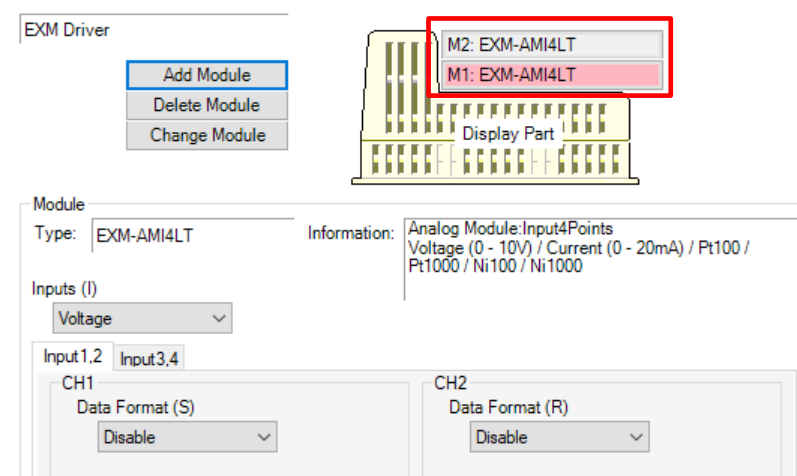 EXM Driver
Add Module
Delete Module
Change Module
M2: EXM-AMI4LT
M1: EXM-AMI4LT
Display Part
Module
Type: EXM-AMI4LT
Information: Analog Module:Input4Points
Voltage (0 - 10V) / Current (0 - 20mA) / Pt100 /
Pt1000 / Ni100 / Ni1000
Inputs (I)
Voltage
Input1,2 Input3,4
CH1
Data Format (S)
Disable
CH2
Data Format (R)
Disable